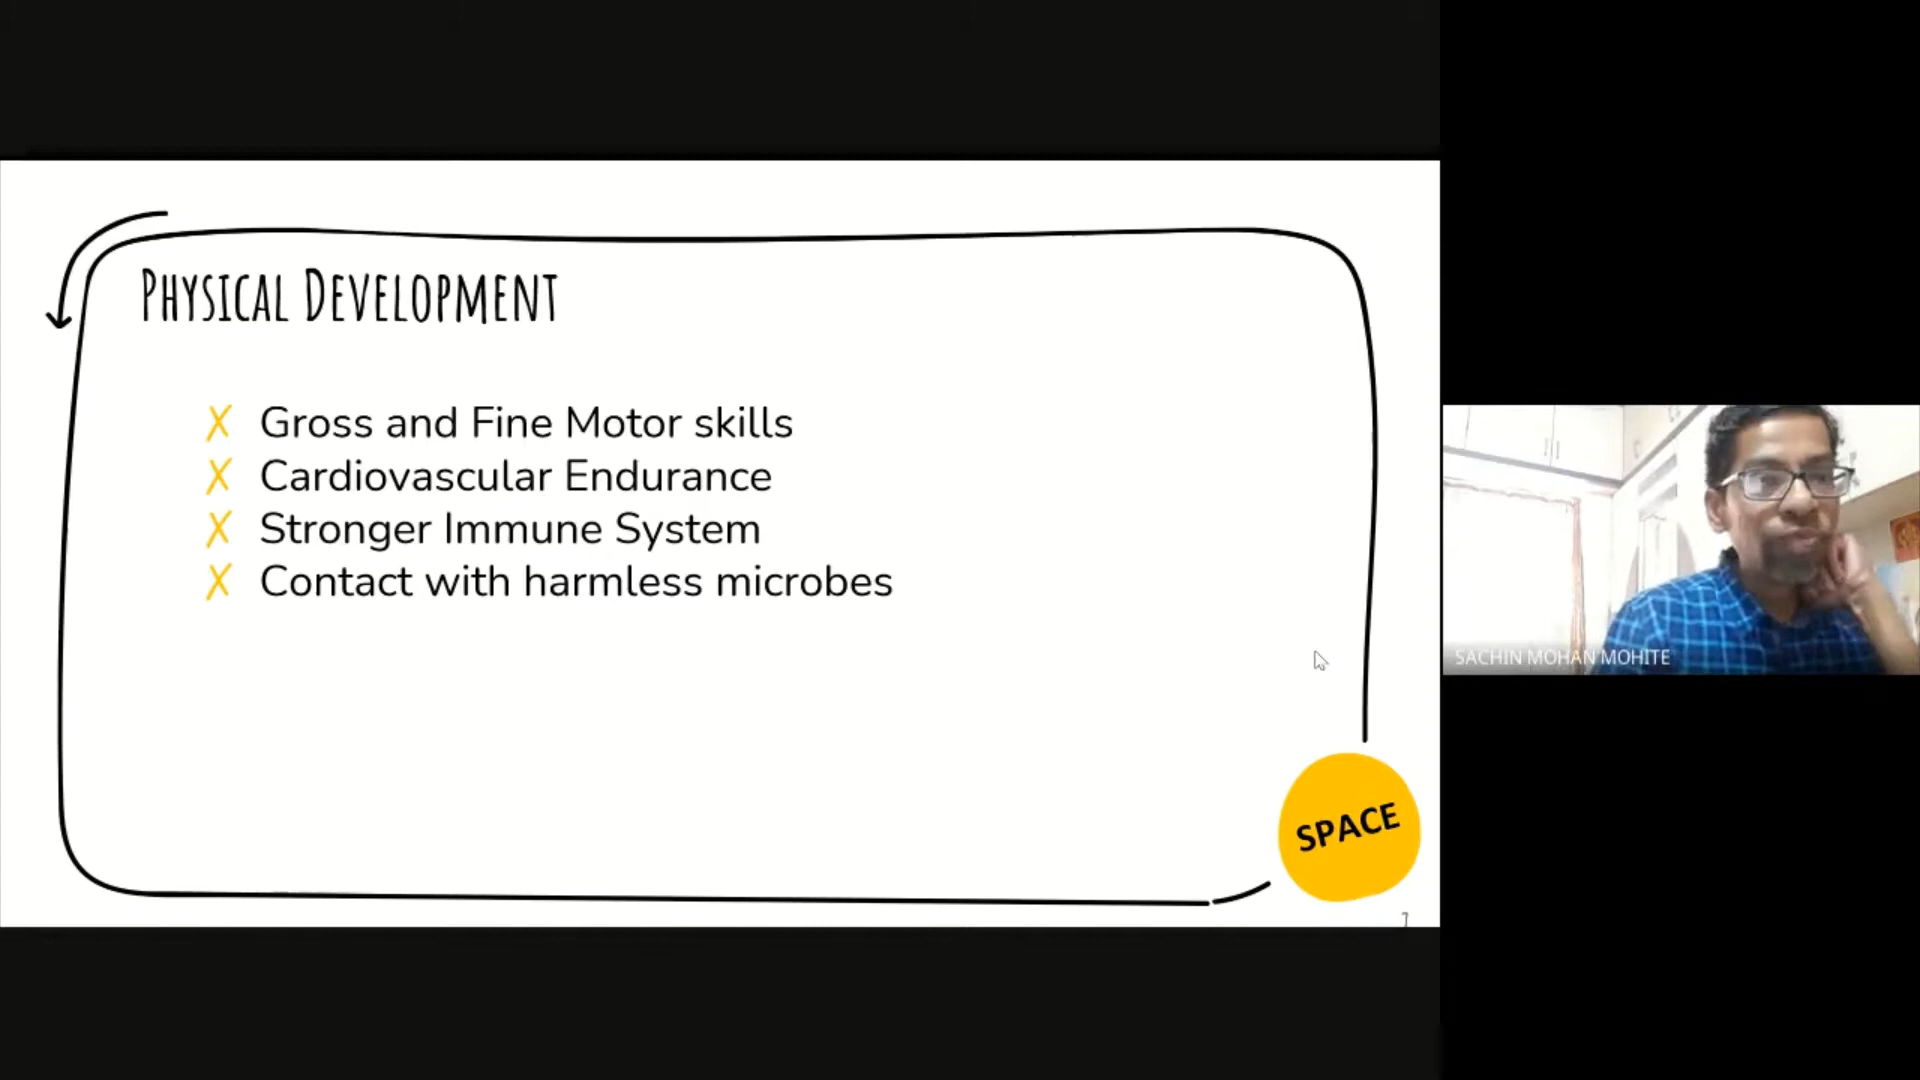 Physical Development
Gross and Fine Motor skills
Cardiovascular Endurance
Stronger Immune System
Contact with harmless microbes
SPACE
7
SACHIN MOHAN MOHITE